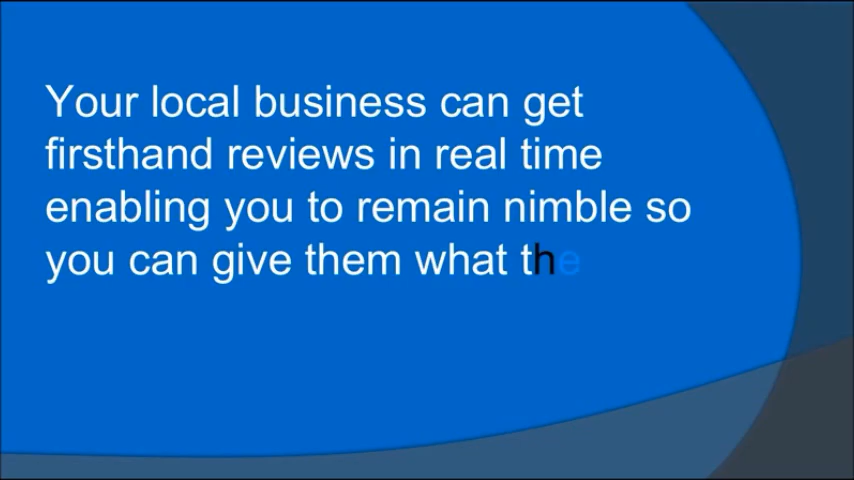 Your local business can get
firsthand reviews in real time
enabling you to remain nimble so
you can give them what the